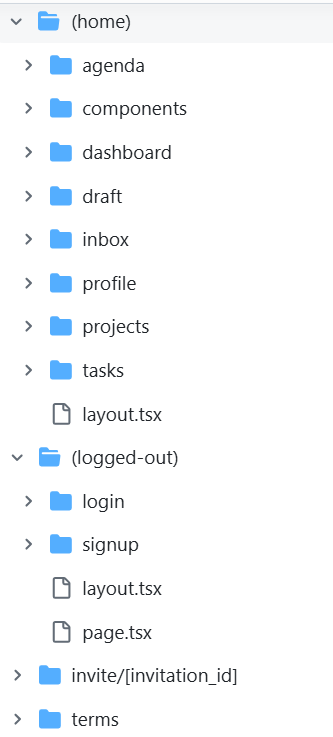 (home)
agenda
components
dashboard
draft
inbox
profile
projects
tasks
layout.tsx
(logged-out)
login
signup
layout.tsx
page.tsx
invite/[invitation_id]
terms